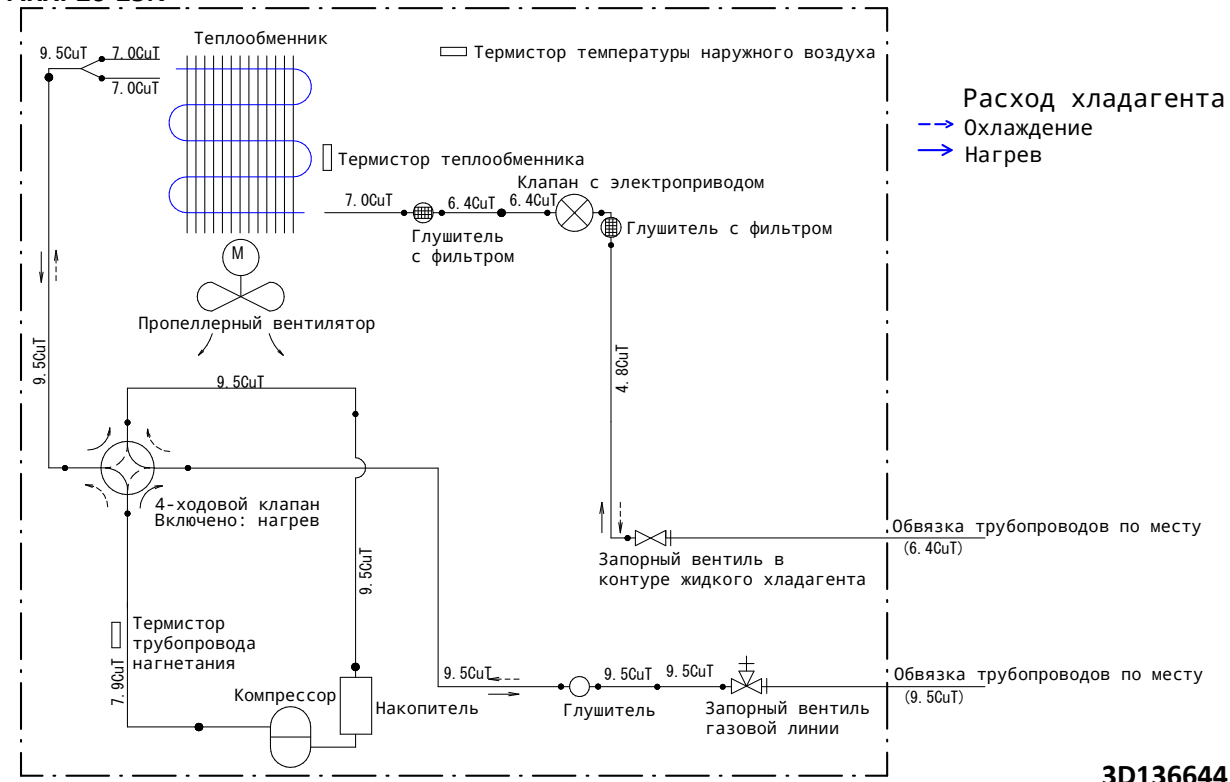 9.5CuT
7.0CuT
7.0CuT
Теплообменник
Термистор температуры наружного воздуха
Расход хладагента
Охлаждение
Нагрев
Термистор теплообменника
Клапан с электроприводом
7.0CuT
6.4CuT
6.4CuT
Глушитель с фильтром
Глушитель
с фильтром
M
Пропеллерный вентилятор
9.5CuT
9.5CuT
4.8CuT
4-ходовой клапан
Включено: нагрев
Обвязка трубопроводов по месту
(6.4CuT)
Запорный вентиль в
контуре жидкого хладагента
9.5CuT
Термистор
трубопровода
нагнетания
7.9CuT
Компрессор
Накопитель
9.5CuT
9.5CuT
9.5CuT
Глушитель
Запорный вентиль
газовой линии
Обвязка трубопроводов по месту
(9.5CuT)
3D136644